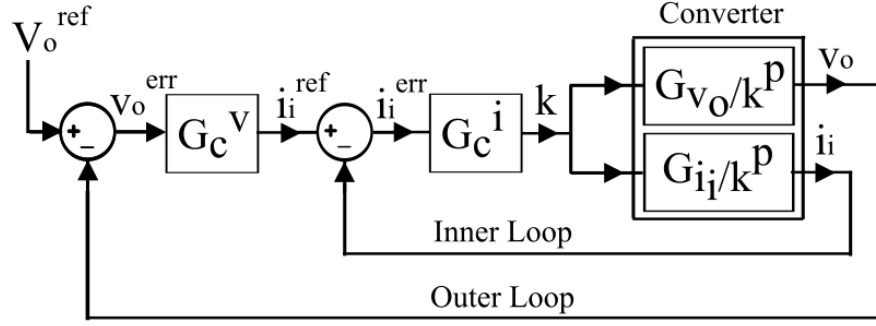 Converter
Vo^ref
+
-
vo^err
Gc^v
ii^ref
+
-
ii^err
Gc^i
k
Gvo/k^p
vo
Gii/k^p
ii
Inner Loop
Outer Loop